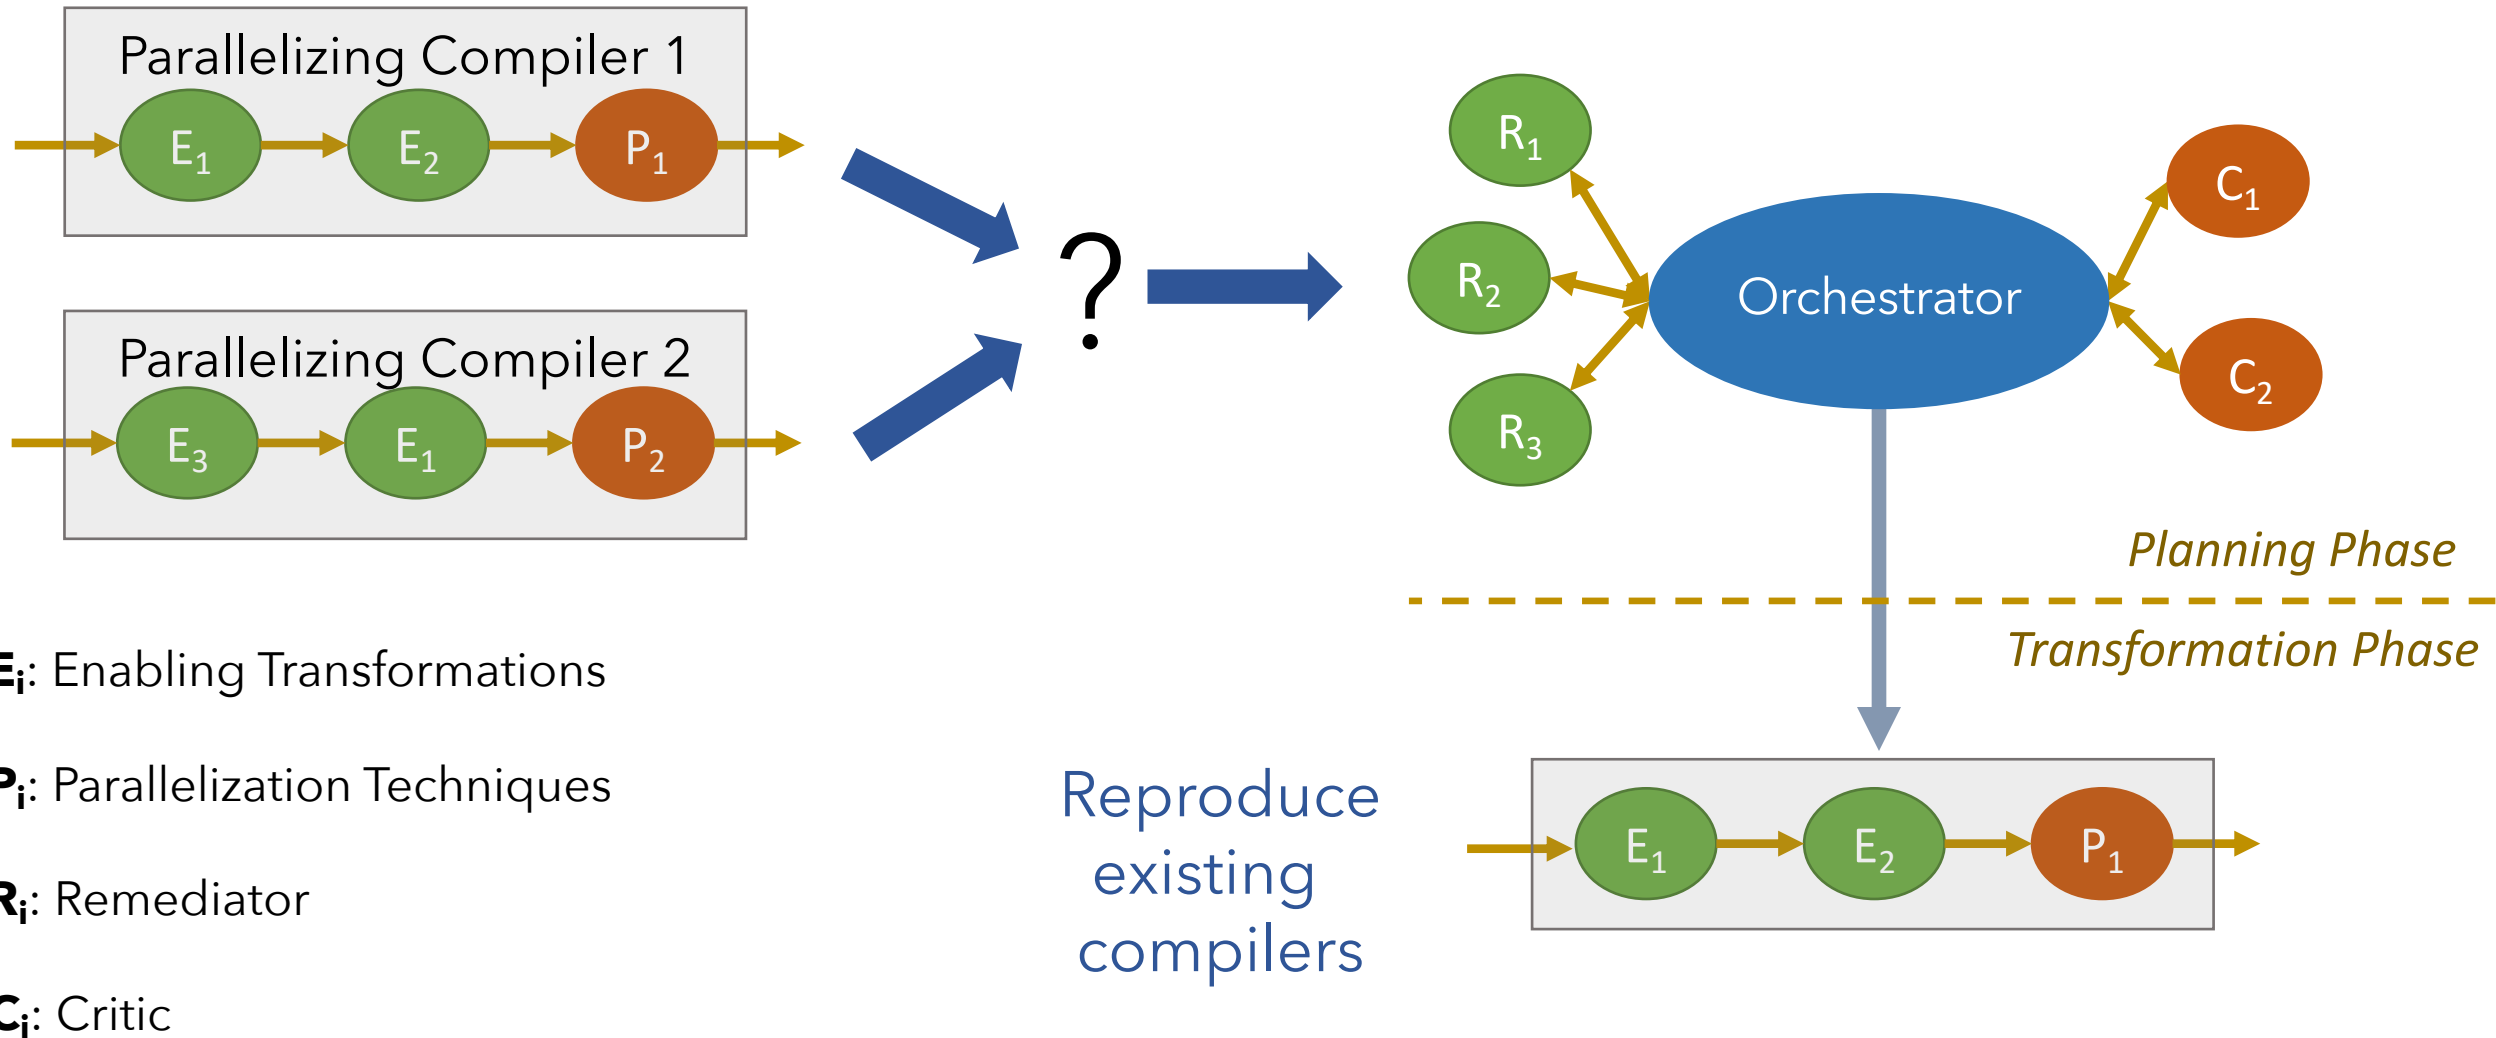 Parallelizing Compiler 1
E1
E2
P1
Parallelizing Compiler 2
E3
E1
P2
?
R1
R2
R3
Orchestrator
C1
C2
Planning Phase
Transformation Phase
Ei: Enabling Transformations
Pi: Parallelization Techniques
Ri: Remediator
Ci: Critic
Reproduce
existing
compilers
E1
E2
P1